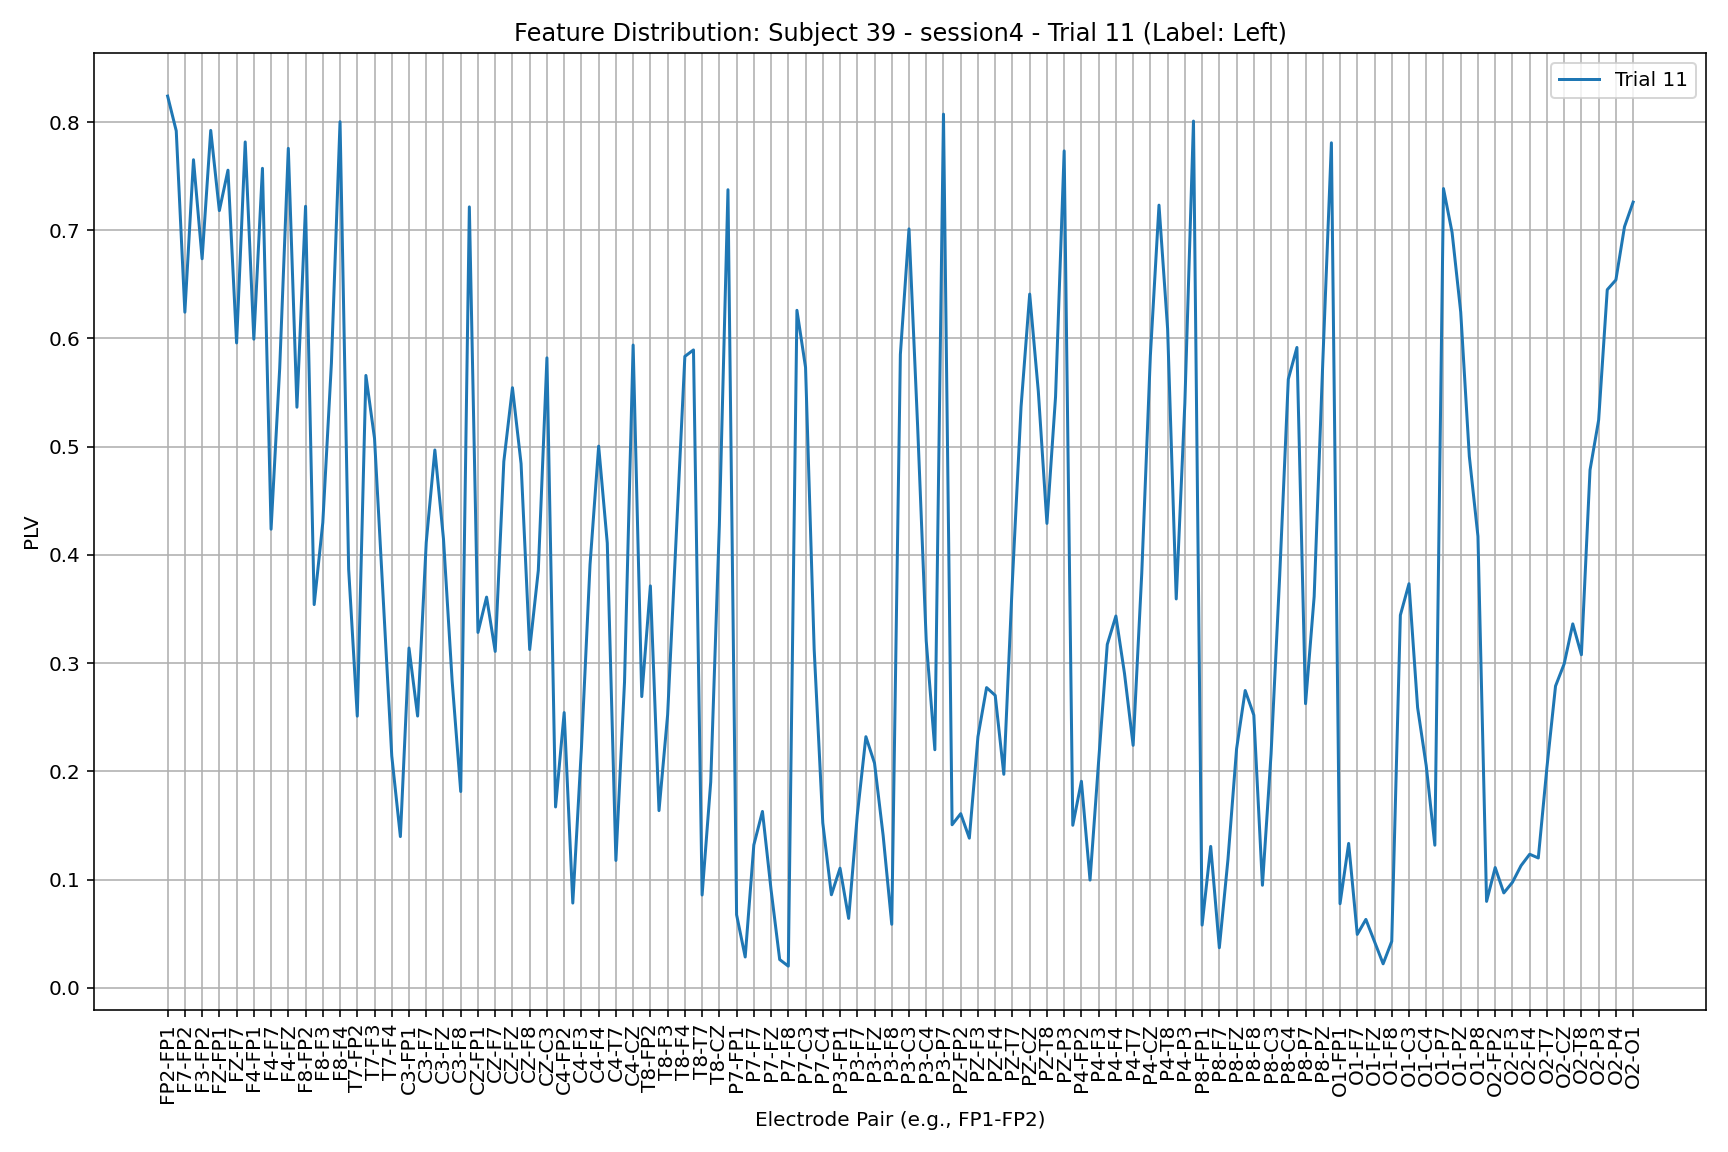 Feature Distribution: Subject 39 - session4 - Trial 11 (Label: Left)
Trial 11
PLV
0.8
0.7
0.6
0.5
0.4
0.3
0.2
0.1
0.0
FP2-FP1
F7-FP2
F3-FP2
FZ-FP1
FZ-F7
F4-FP1
F4-F7
F4-FZ
F8-FP2
F8-F3
F8-F4
T7-FP2
T7-F3
T7-F4
C3-FP1
C3-F7
C3-FZ
C3-F8
CZ-FP1
CZ-F7
CZ-FZ
CZ-F8
CZ-C3
C4-FP2
C4-F3
C4-F4
C4-T7
C4-CZ
T8-FP2
T8-F3
T8-F4
T8-T7
T8-CZ
P7-FP1
P7-F7
P7-FZ
P7-F8
P7-C3
P7-C4
P3-FP1
P3-F7
P3-FZ
P3-F8
P3-C3
P3-C4
P3-P7
PZ-FP2
PZ-F3
PZ-F4
PZ-T7
PZ-CZ
PZ-T8
PZ-P3
P4-FP2
P4-F3
P4-F4
P4-T7
P4-CZ
P4-T8
P4-P3
P8-FP1
P8-F7
P8-FZ
P8-F8
P8-C3
P8-C4
P8-P7
P8-PZ
O1-FP1
O1-F7
O1-FZ
O1-F8
O1-C3
O1-C4
O1-P7
O1-PZ
O1-P8
O2-FP2
O2-F3
O2-F4
O2-T7
O2-CZ
O2-T8
O2-P3
O2-P4
O2-O1
Electrode Pair (e.g., FP1-FP2)